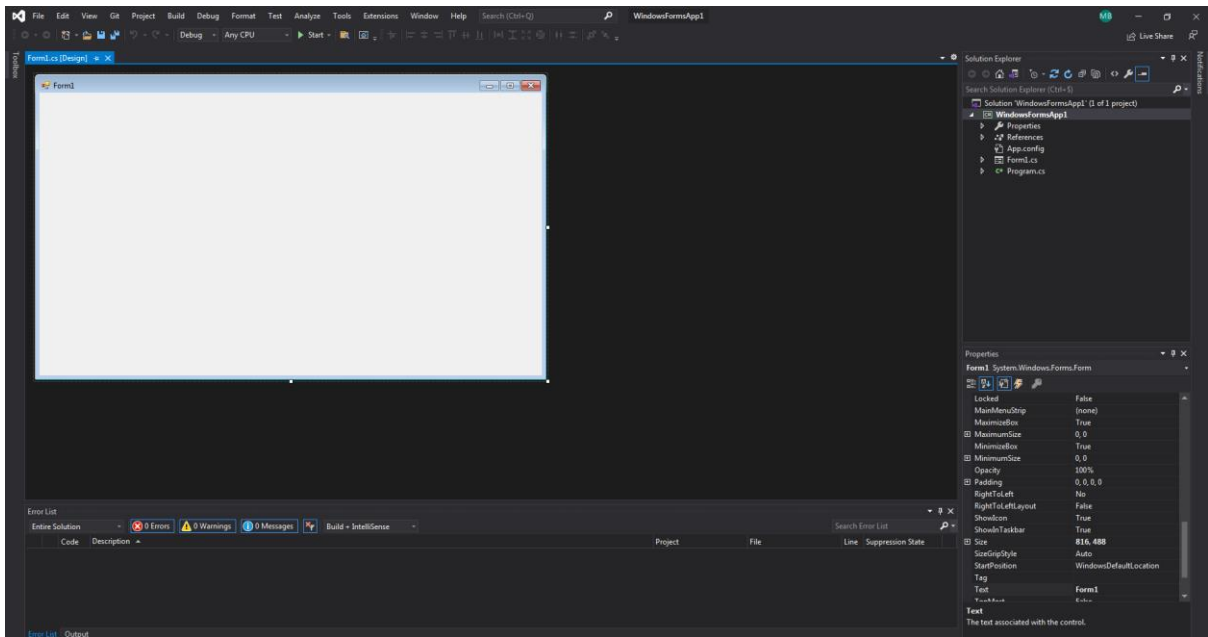 File Edit View Git Project Build Debug Format Test Analyze Tools Extensions Window Help Search (Ctrl+Q) WindowsFormsApp1 MB
Debug Any CPU Start Live Share
Toolbox
Form1.cs [Design]
Form1
Solution Explorer
Search Solution Explorer (Ctrl+$)
Solution 'WindowsFormsApp1' (1 of 1 project)
WindowsFormsApp1
Properties
References
App.config
Form1.cs
C# Program.cs
Notifications
Properties
Form1 System.Windows.Forms.Form
Locked False
MainMenuStrip (none)
MaximizeBox True
MaximumSize 0, 0
MinimizeBox True
MinimumSize 0, 0
Opacity 100%
Padding 0, 0, 0, 0
RightToLeft No
RightToLeftLayout False
ShowIcon True
ShowInTaskbar True
Size 816, 488
SizeGripStyle Auto
StartPosition WindowsDefaultLocation
Tag
Text Form1
Text
The text associated with the control.
Error List
Entire Solution 0 Errors 0 Warnings 0 Messages Build + IntelliSense Search Error List
Code Description Project File Line Suppression State
Error List Output